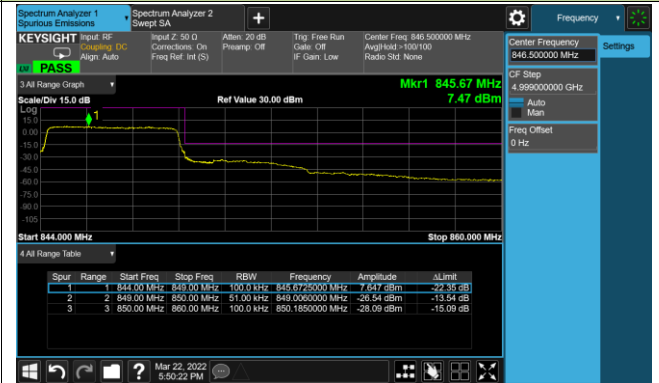 Spectrum Analyzer 1
Spurious Emissions
Spectrum Analyzer 2
Swept SA
Frequency
KEYSIGHT
Input: RF
Coupling: DC
Align: Auto
Input Z: 50 Ω
Corrections: On
Freq Ref: Int (S)
Atten: 20 dB
Preamp: Off
Trig: Free Run
Gate: Off
IF Gain: Low
Center Freq: 846.500000 MHz
Avg|Hold:>100/100
Radio Std: None
PASS
Center Frequency
846.500000 MHz
Settings
CF Step
4.999000000 GHz
Auto
Man
Freq Offset
0 Hz
3 All Range Graph
Mkr1 845.67 MHz
7.47 dBm
Scale/Div 15.0 dB
Ref Value 30.00 dBm
Log
1
15.0
0.00
-15.0
-30.0
-45.0
-60.0
-75.0
-90.0
-105
Start 844.000 MHz
Stop 860.000 MHz
4 All Range Table
Spur Range Start Freq Stop Freq RBW Frequency Amplitude ΔLimit
1 1 844.00 MHz 849.00 MHz 100.0 kHz 845.6725000 MHz 7.647 dBm -22.35 dB
2 2 849.00 MHz 850.00 MHz 51.00 kHz 849.0060000 MHz -26.54 dBm -13.54 dB
3 3 850.00 MHz 860.00 MHz 100.0 kHz 850.1850000 MHz -28.09 dBm -15.09 dB
?
Mar 22, 2022
5:50:22 PM